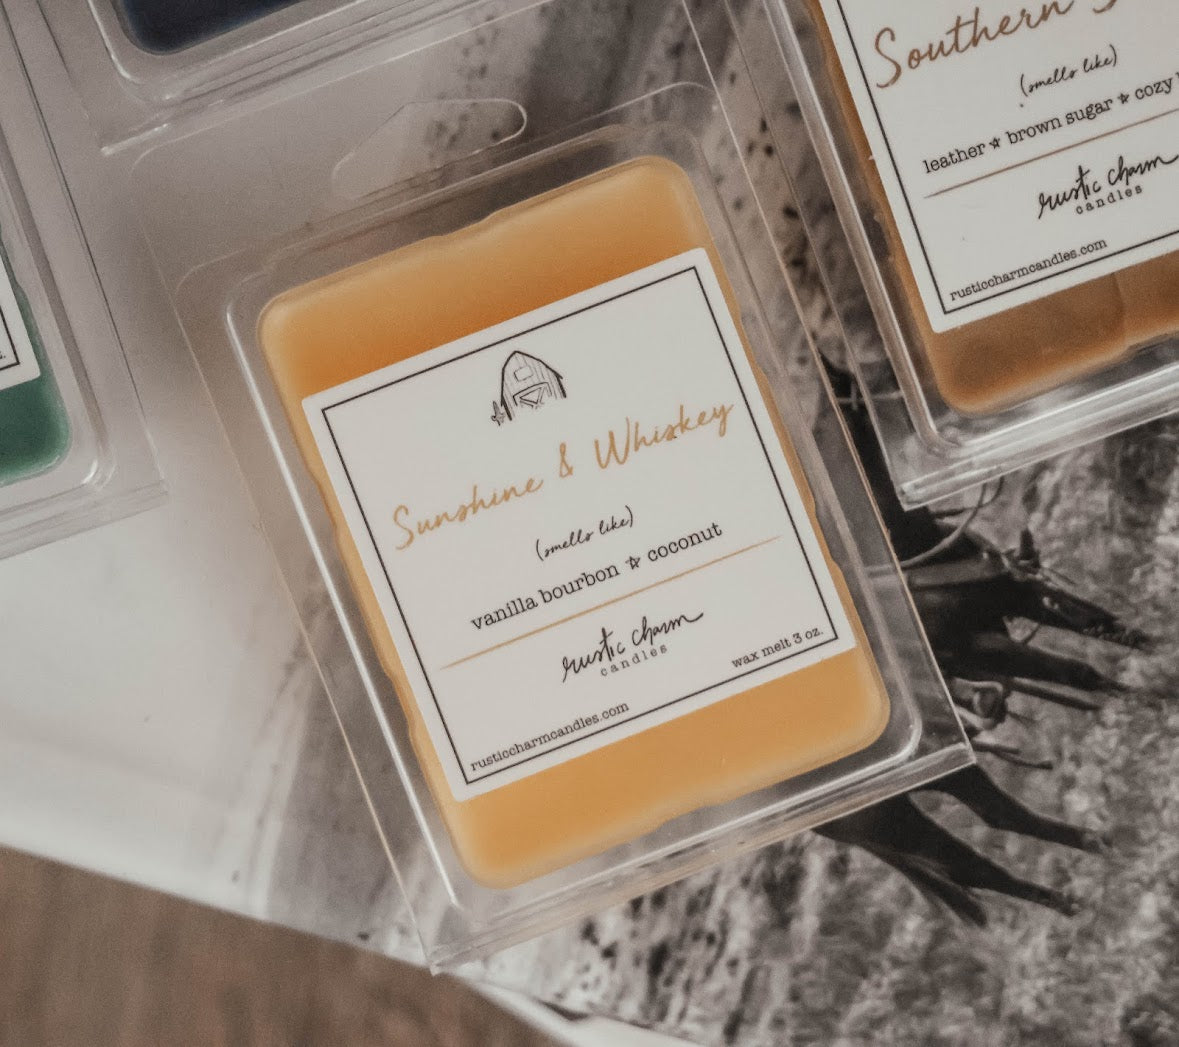 Sunshine & Whiskey
(smells like)
vanilla bourbon ☆ coconut
rustic charm
candles
wax melt 3 oz.
rusticcharmcandles.com
Southern
(smells like)
leather ☆ brown sugar ☆ cozy
rustic charm
candles
rusticcharmcandles.com